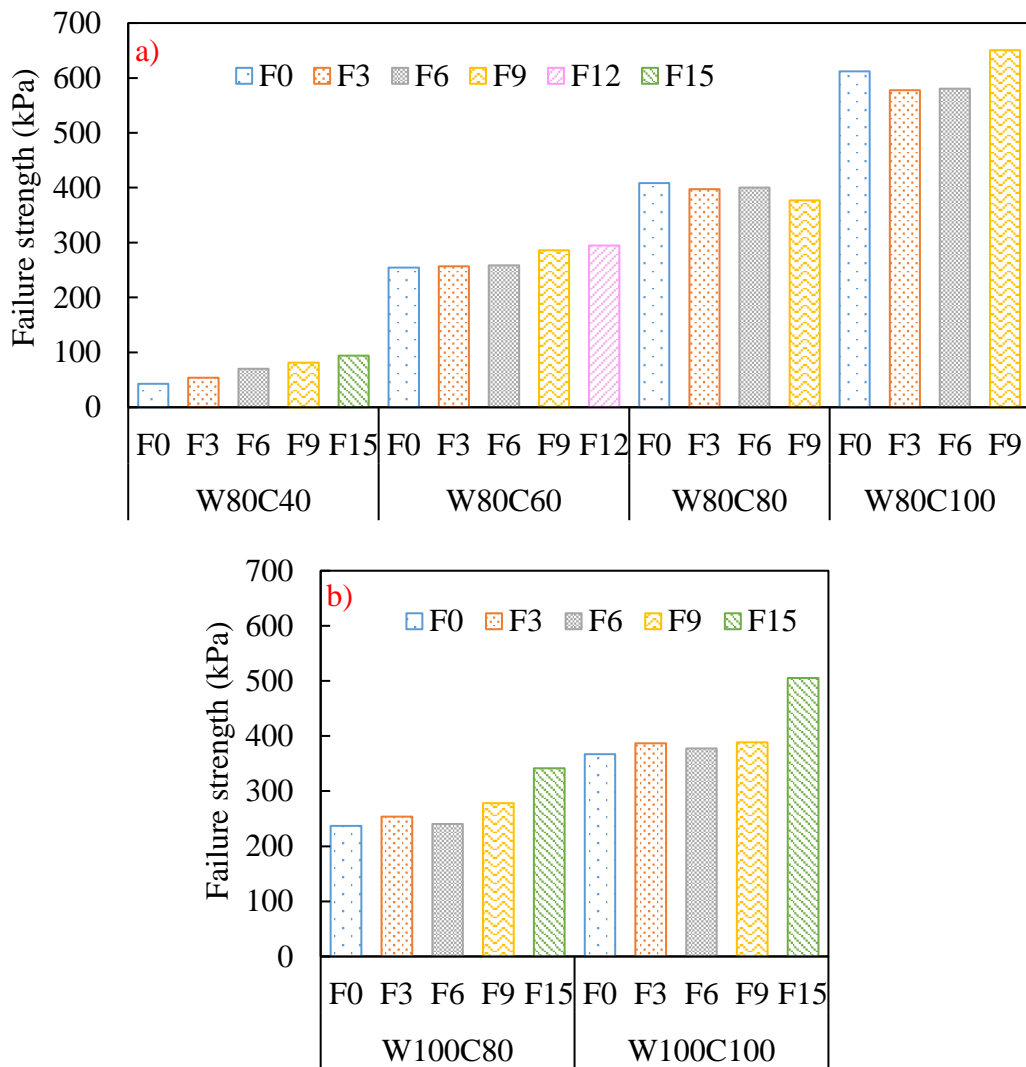 a)
F0 F3 F6 F9 F12 F15
Failure strength (kPa)
700
600
500
400
300
200
100
0
F0 F3 F6 F9 F15 F0 F3 F6 F9 F12 F0 F3 F6 F9 F0 F3 F6 F9
W80C40 W80C60 W80C80 W80C100
b)
F0 F3 F6 F9 F15
Failure strength (kPa)
700
600
500
400
300
200
100
0
F0 F3 F6 F9 F15 F0 F3 F6 F9 F15
W100C80 W100C100